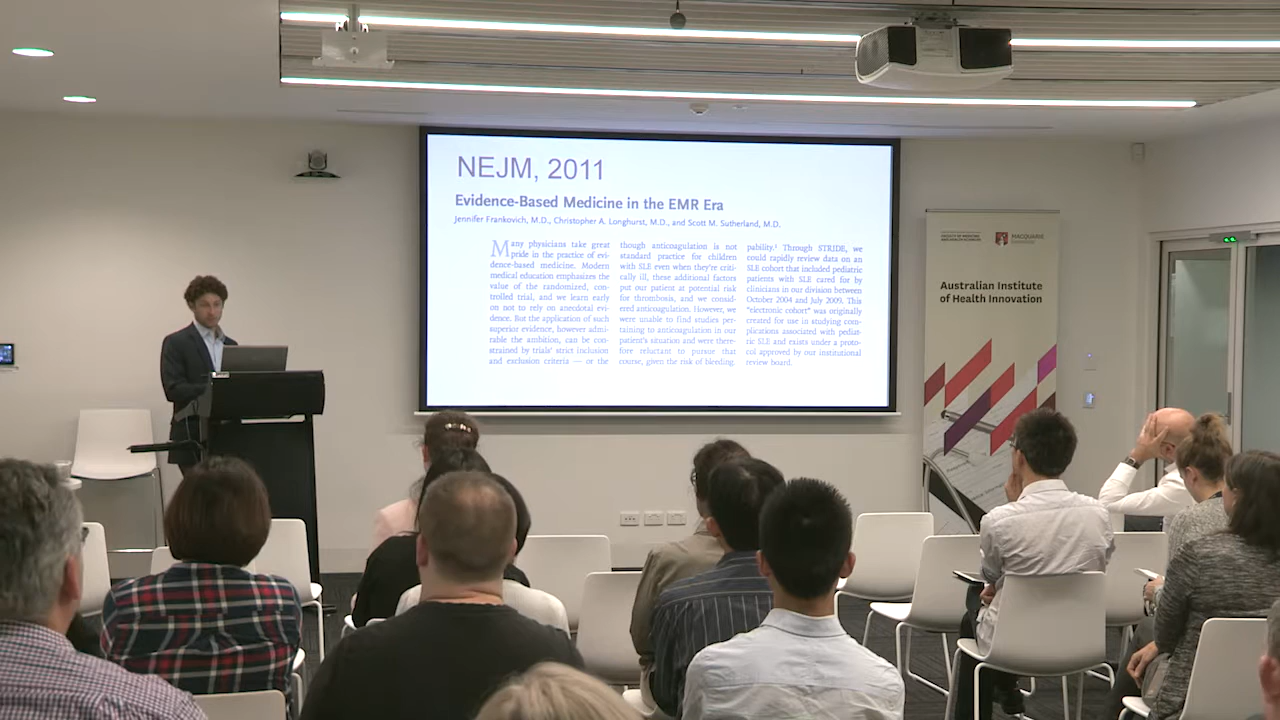 NEJM, 2011
Evidence-Based Medicine in the EMR Era
Jennifer Frankovich, M.D., Christopher A. Longhurst, M.D., and Scott M. Sutherland, M.D.
Many physicians take great
pride in the practice of evi-
dence-based medicine. Modern
medical education emphasizes the
value of the randomized, con-
trolled trial, and we learn early
on not to rely on anecdotal evi-
dence. But the application of such
superior evidence, however admi-
rable the ambition, can be con-
strained by trials' strict inclusion
and exclusion criteria — or the
though anticoagulation is not
standard practice for children
with SLE even when they're criti-
cally ill, these additional factors
put our patient at potential risk
for thrombosis, and we consid-
ered anticoagulation. However, we
were unable to find studies per-
taining to anticoagulation in our
patient's situation and were there-
fore reluctant to pursue that
course, given the risk of bleeding.
pability.¹ Through STRIDE, we
could rapidly review data on an
SLE cohort that included pediatric
patients with SLE cared for by
clinicians in our division between
October 2004 and July 2009. This
"electronic cohort" was originally
created for use in studying com-
plications associated with pediat-
ric SLE and exists under a proto-
col approved by our institutional
review board.
MACQUARIE
Australian Institute
of Health Innovation